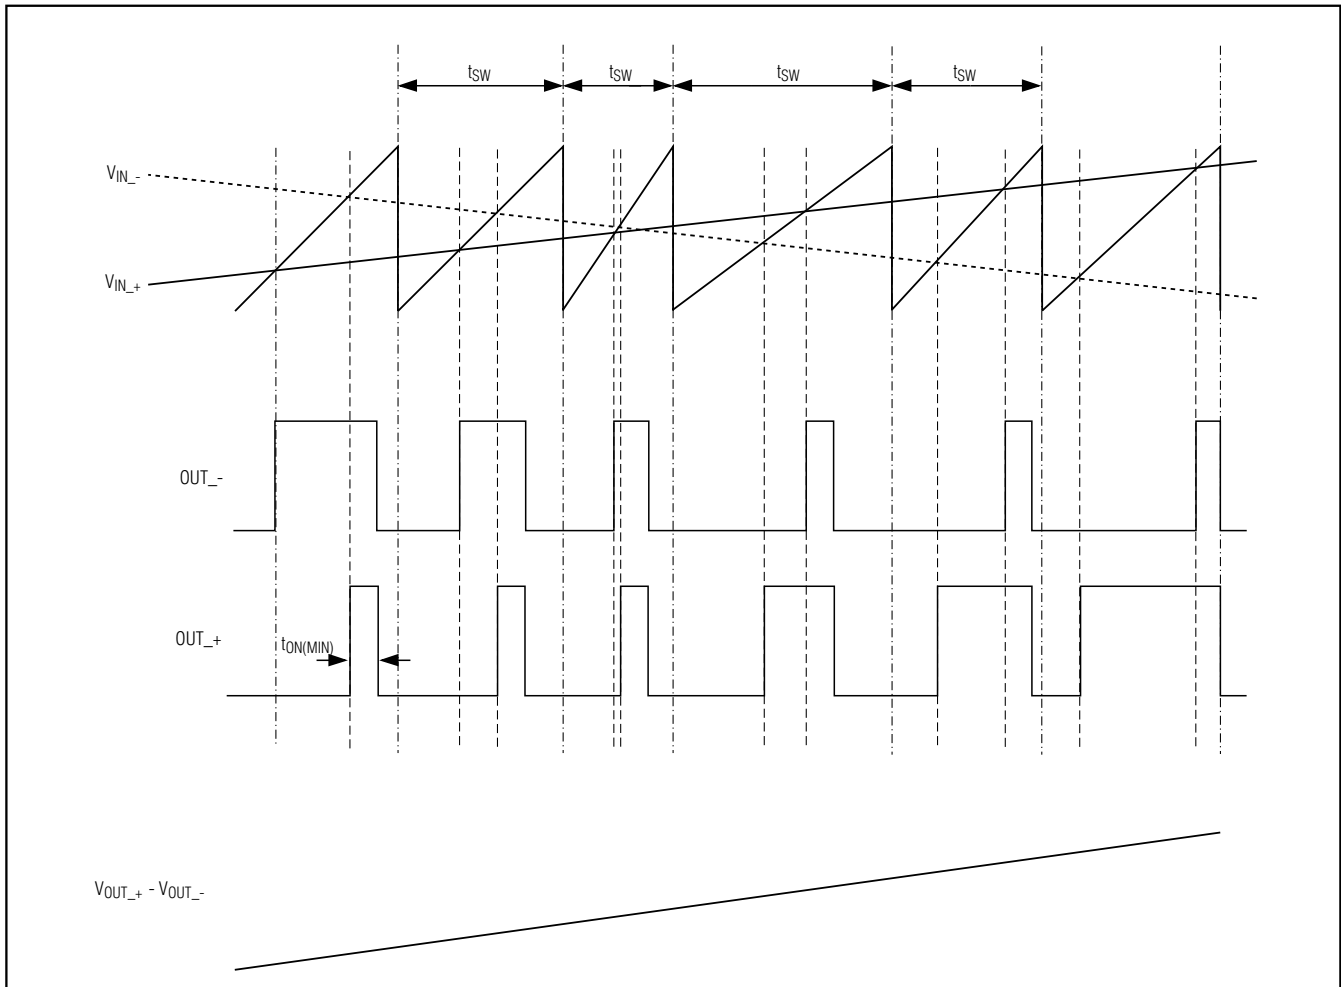 tSW tSW tSW tSW
VIN_-
VIN_+
OUT_-
OUT_+
tON(MIN)
VOUT_+ - VOUT_-